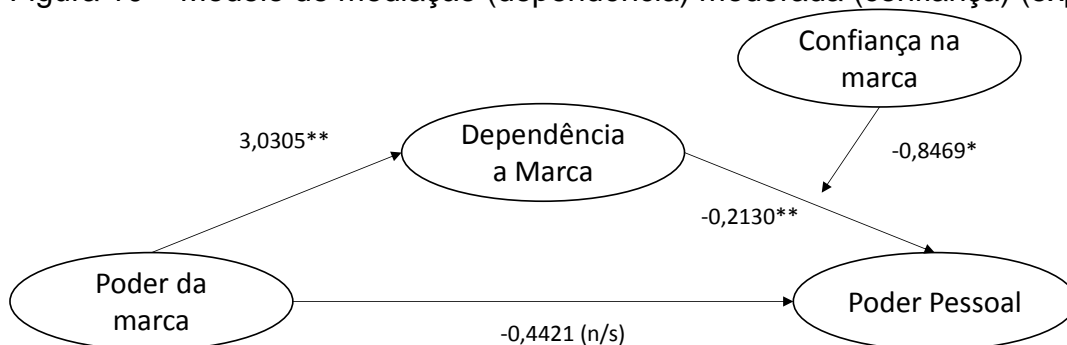 Confiança na
marca
3,0305**
Dependência
a Marca
-0,8469*
-0,2130**
Poder da
marca
Poder Pessoal
-0,4421 (n/s)